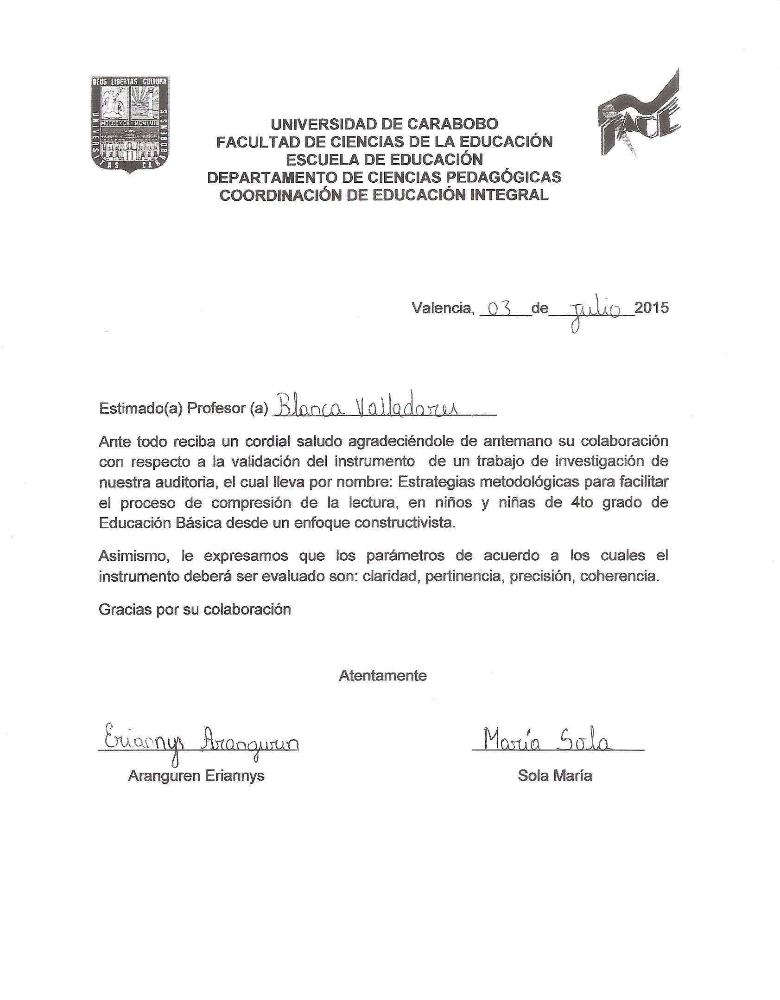 DEUS LIBERTAS CULTURA
UNIVERSITAS CARABOBENSIS
MDCCCXCII - MCMLVIII
FACE
UNIVERSIDAD DE CARABOBO
FACULTAD DE CIENCIAS DE LA EDUCACIÓN
ESCUELA DE EDUCACIÓN
DEPARTAMENTO DE CIENCIAS PEDAGÓGICAS
COORDINACIÓN DE EDUCACIÓN INTEGRAL
Valencia, 03 de julio 2015
Estimado(a) Profesor (a) Blanca Valladares
Ante todo reciba un cordial saludo agradeciéndole de antemano su colaboración
con respecto a la validación del instrumento de un trabajo de investigación de
nuestra auditoria, el cual lleva por nombre: Estrategias metodológicas para facilitar
el proceso de compresión de la lectura, en niños y niñas de 4to grado de
Educación Básica desde un enfoque constructivista.
Asimismo, le expresamos que los parámetros de acuerdo a los cuales el
instrumento deberá ser evaluado son: claridad, pertinencia, precisión, coherencia.
Gracias por su colaboración
Atentamente
Eriannys Aranguren María Sola
Aranguren Eriannys Sola María